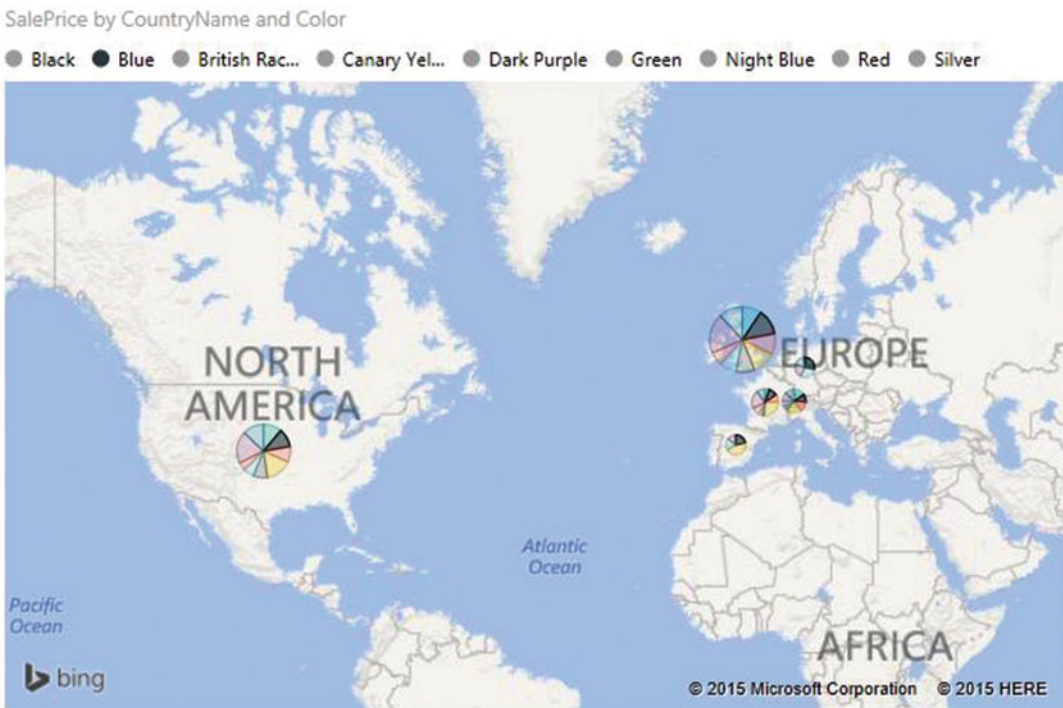 SalePrice by CountryName and Color
Black Blue British Rac... Canary Yel... Dark Purple Green Night Blue Red Silver
NORTH
AMERICA
EUROPE
Atlantic
Ocean
Pacific
Ocean
AFRICA
bing
© 2015 Microsoft Corporation © 2015 HERE